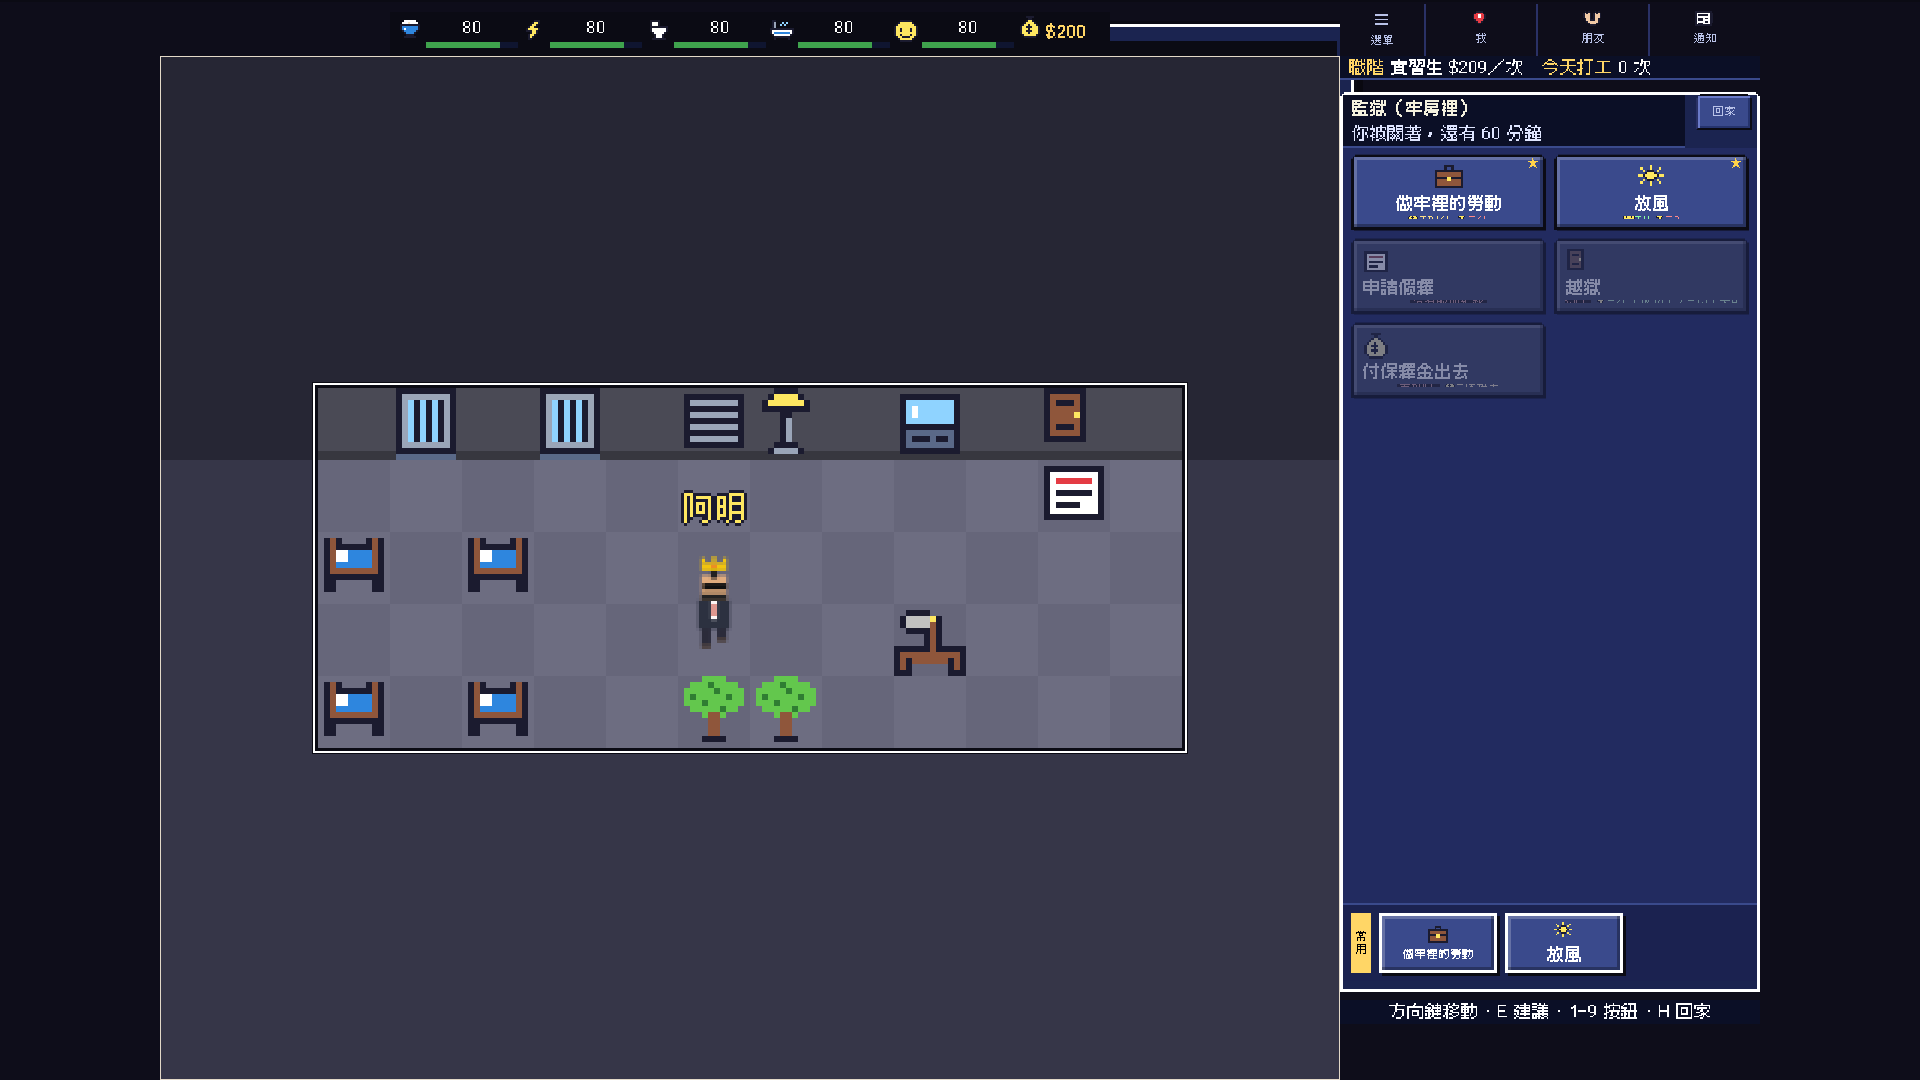 80
80
80
80
80
$200
選單
我
朋友
通知
職階 實習生 $209／次 今天打工 0 次
監獄（牢房裡）
你被關著，還有 60 分鐘
回家
做牢裡的勞動
放風
申請假釋
越獄
付保釋金出去
阿明
常用
做牢裡的勞動
放風
方向鍵移動 · E 建議 · 1-9 按鈕 · H 回家